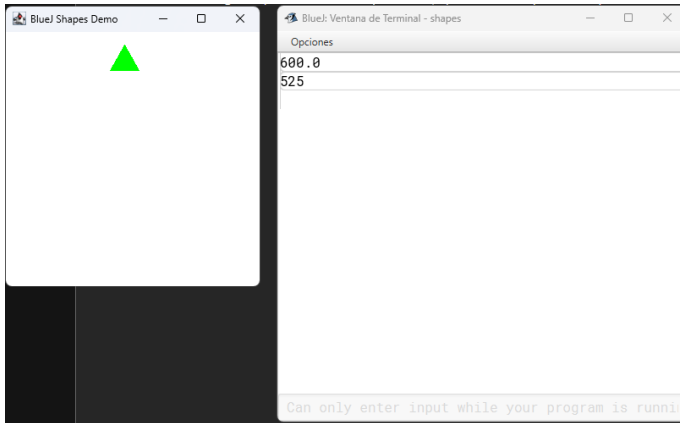 BlueJ Shapes Demo
BlueJ: Ventana de Terminal - shapes
Opciones
600.0
525
Can only enter input while your program is